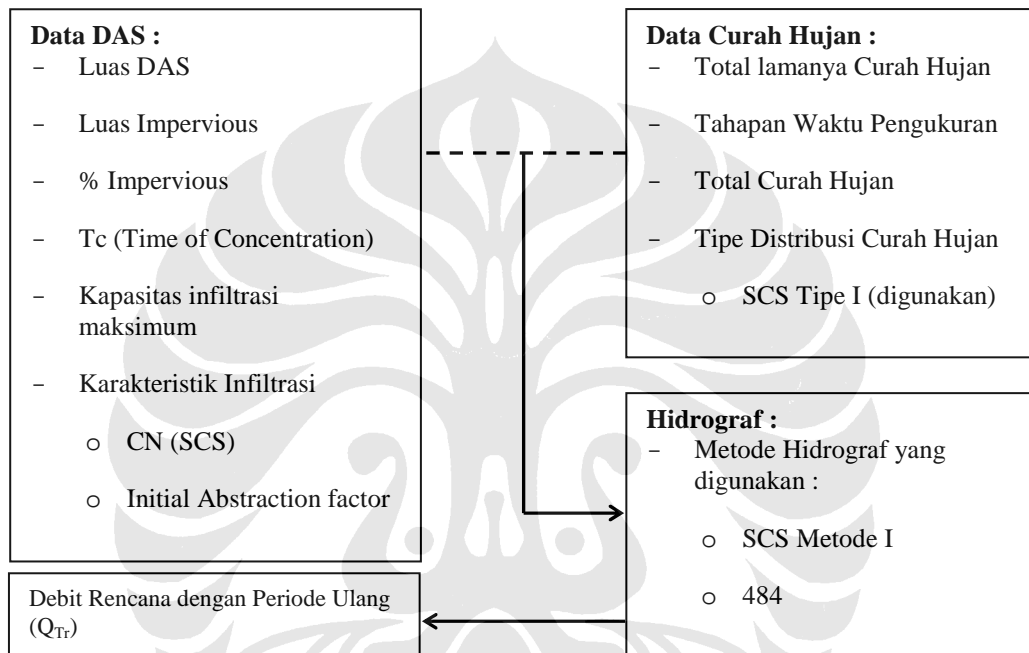 Data DAS :
- Luas DAS
- Luas Impervious
- % Impervious
- Tc (Time of Concentration)
- Kapasitas infiltrasi
maksimum
- Karakteristik Infiltrasi
o CN (SCS)
o Initial Abstraction factor
Data Curah Hujan :
- Total lamanya Curah Hujan
- Tahapan Waktu Pengukuran
- Total Curah Hujan
- Tipe Distribusi Curah Hujan
o SCS Tipe I (digunakan)
Hidrograf :
- Metode Hidrograf yang
digunakan :
o SCS Metode I
o 484
Debit Rencana dengan Periode Ulang
(QTr)